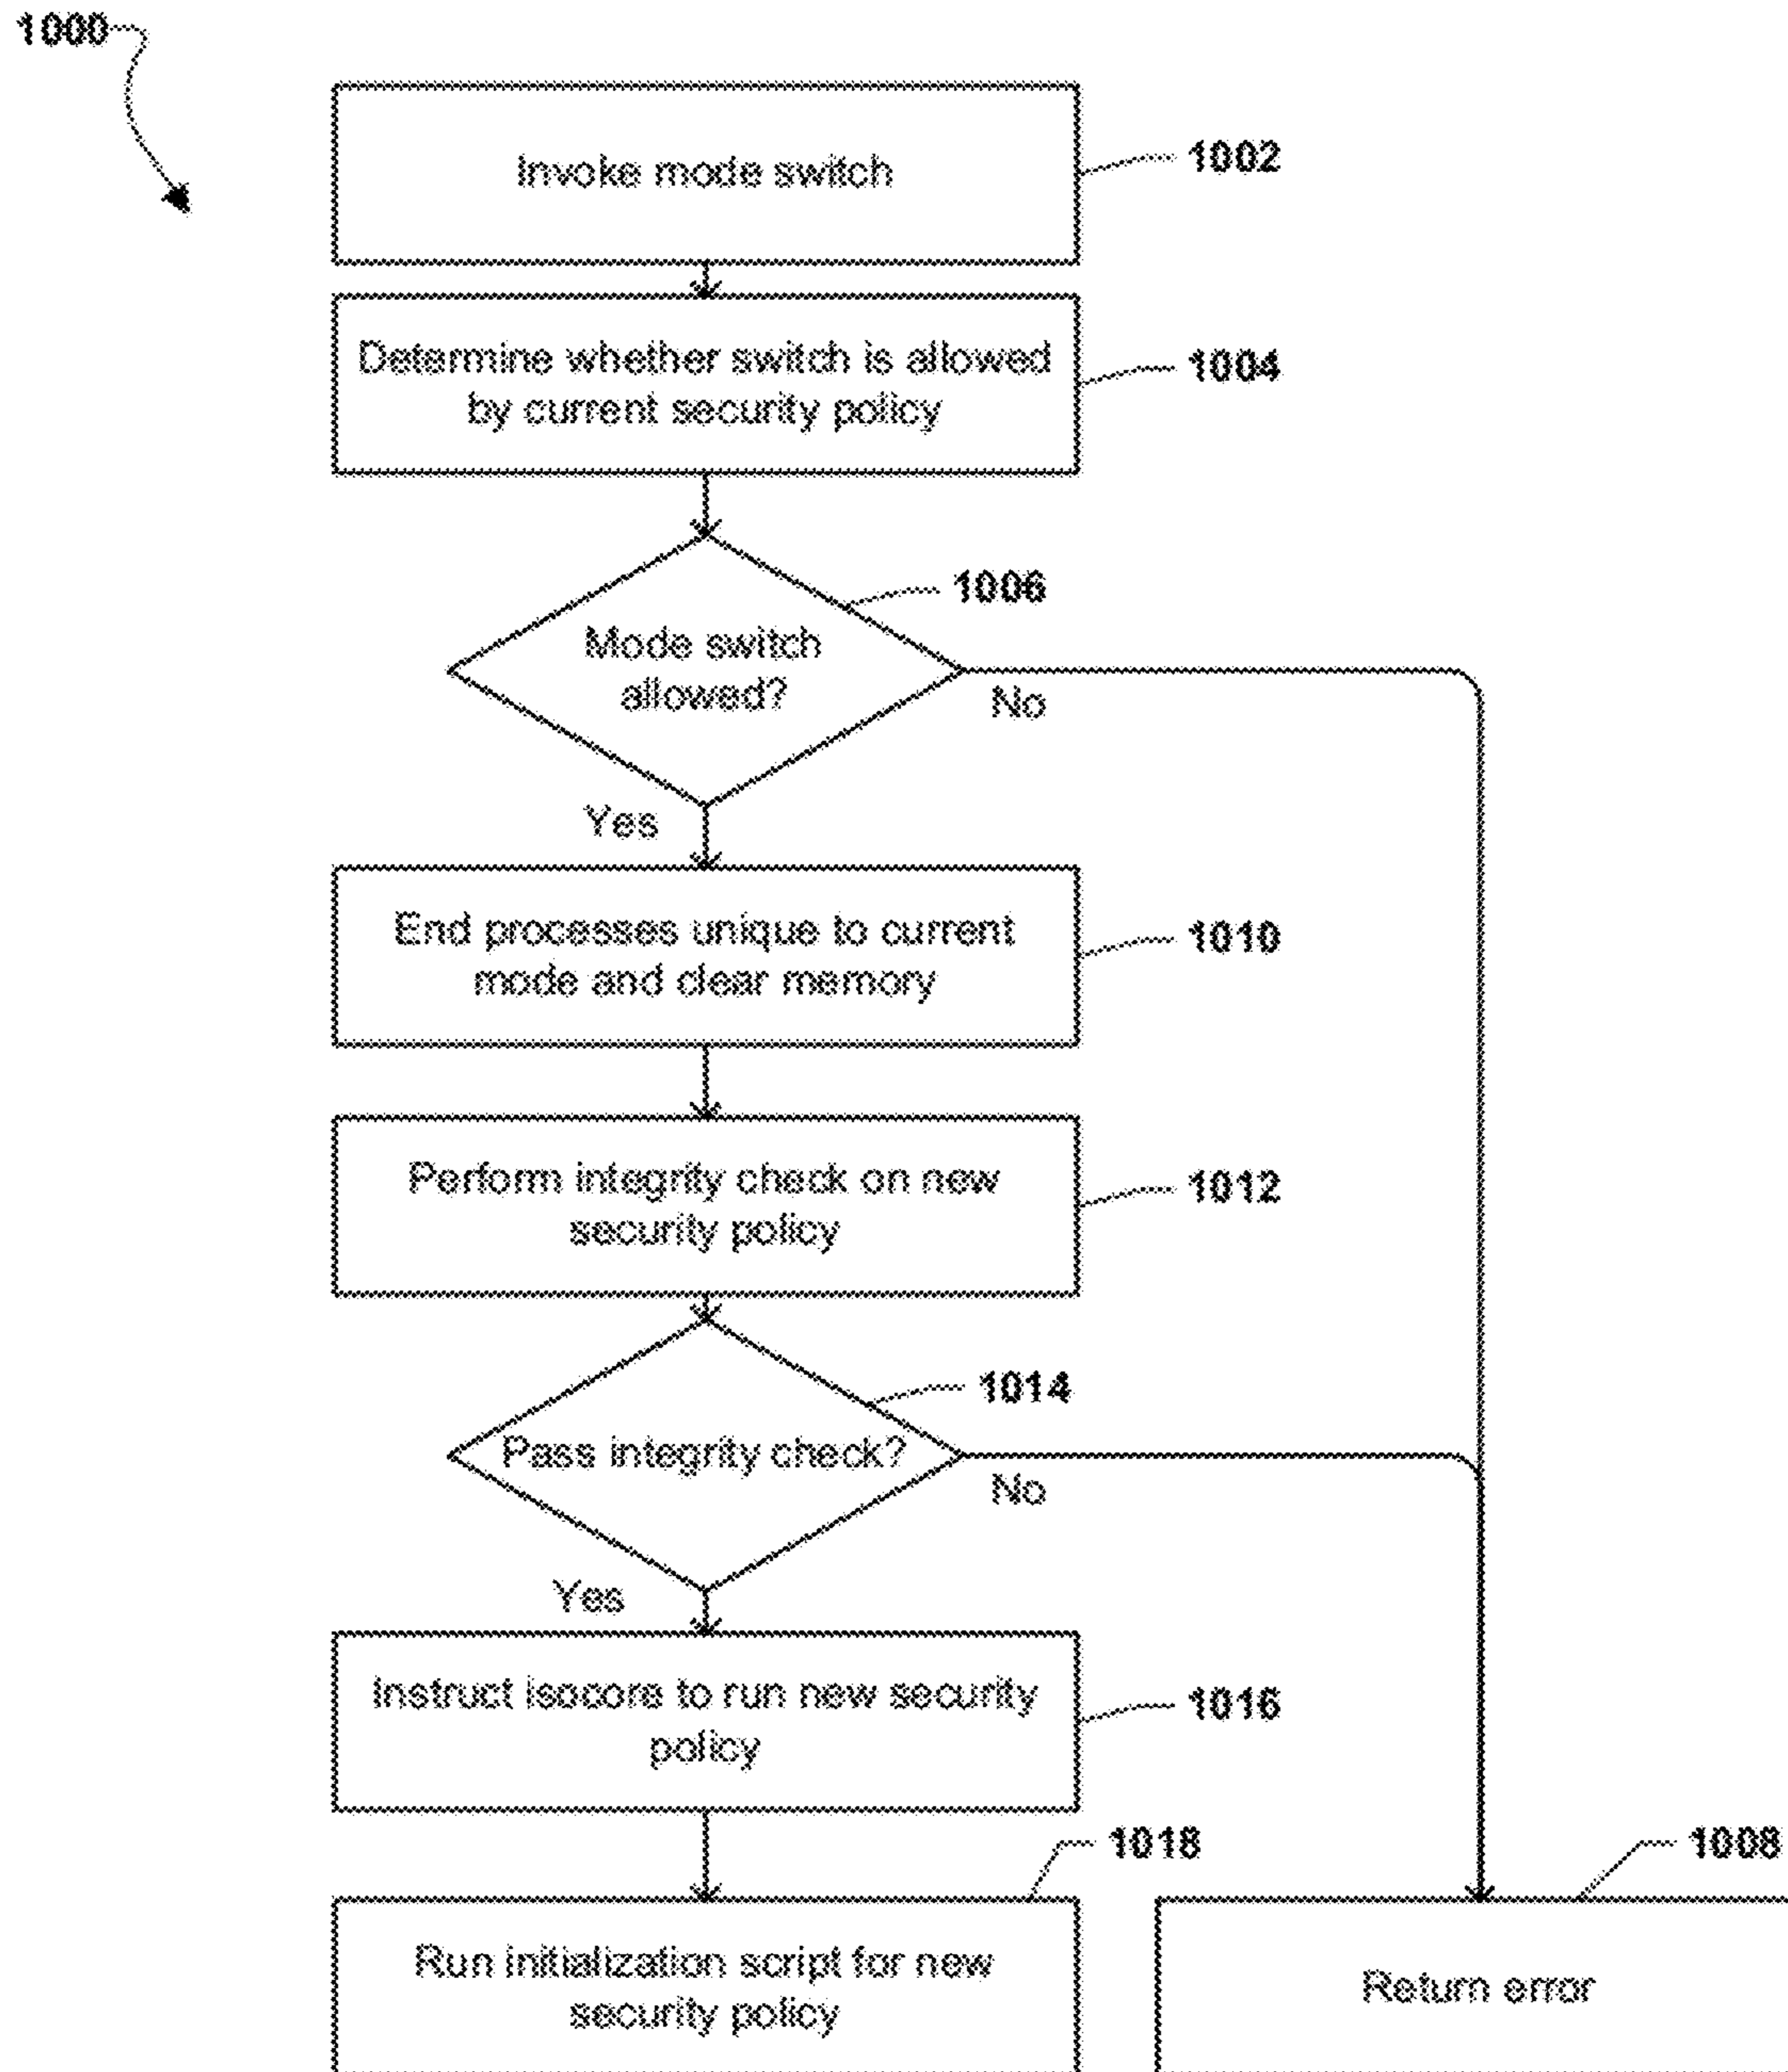 1000
Invoke mode switch
1002
Determine whether switch is allowed
by current security policy
1004
1006
Mode switch
allowed?
No
Yes
End processes unique to current
mode and clear memory
1010
Perform integrity check on new
security policy
1012
1014
Pass integrity check?
No
Yes
Instruct isocore to run new security
policy
1016
1018
1008
Run initialization script for new
security policy
Return error